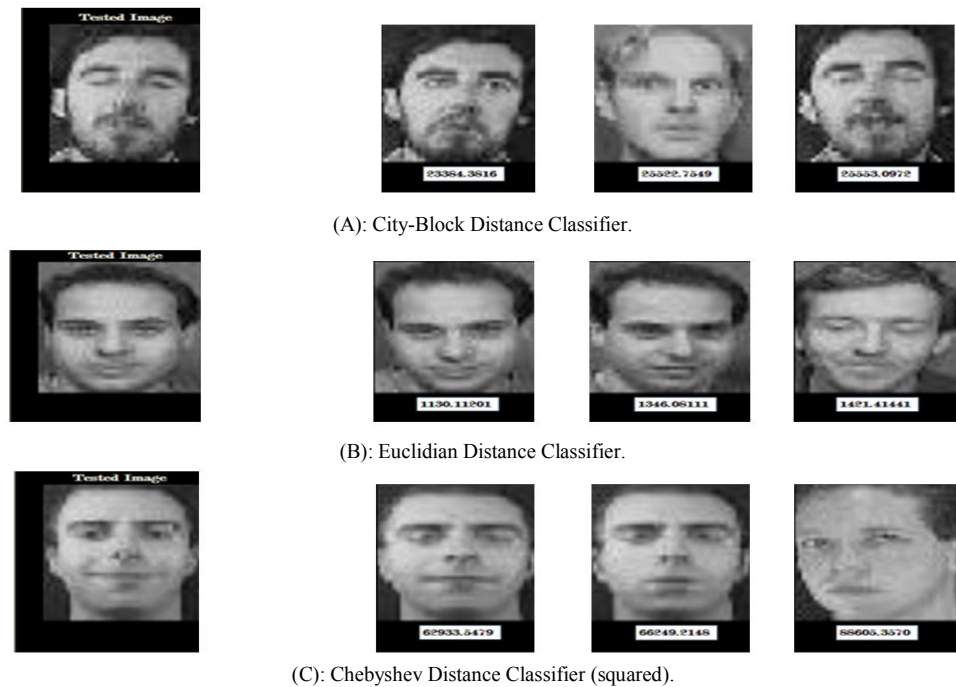 Tested Image
23384.3816 25522.7549 25553.0972
(A): City-Block Distance Classifier.
Tested Image
1130.11201 1346.08111 1421.41441
(B): Euclidian Distance Classifier.
Tested Image
62933.5479 66249.2148 88605.3570
(C): Chebyshev Distance Classifier (squared).